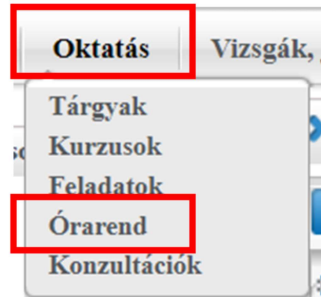 Oktatás Vizsgák,
Tárgyak
Kurzusok
Feladatok
Órarend
Konzultációk